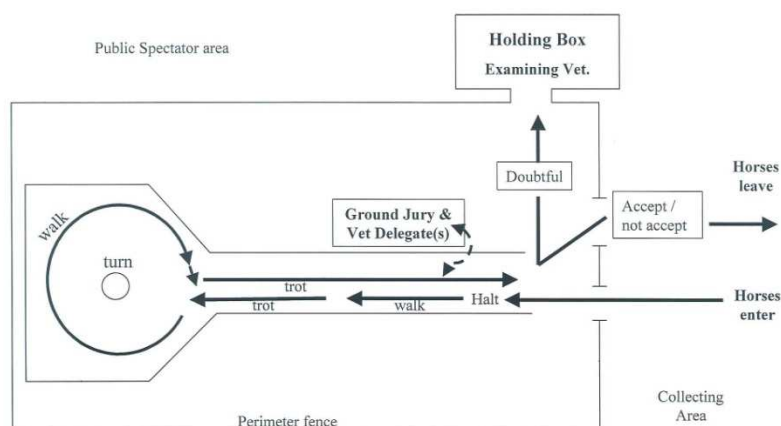 Public Spectator area
Holding Box
Examining Vet.
Doubtful
Horses
leave
Accept /
not accept
Ground Jury &
Vet Delegate(s)
walk
turn
trot
trot
walk
Halt
Horses
enter
Collecting
Area
Perimeter fence